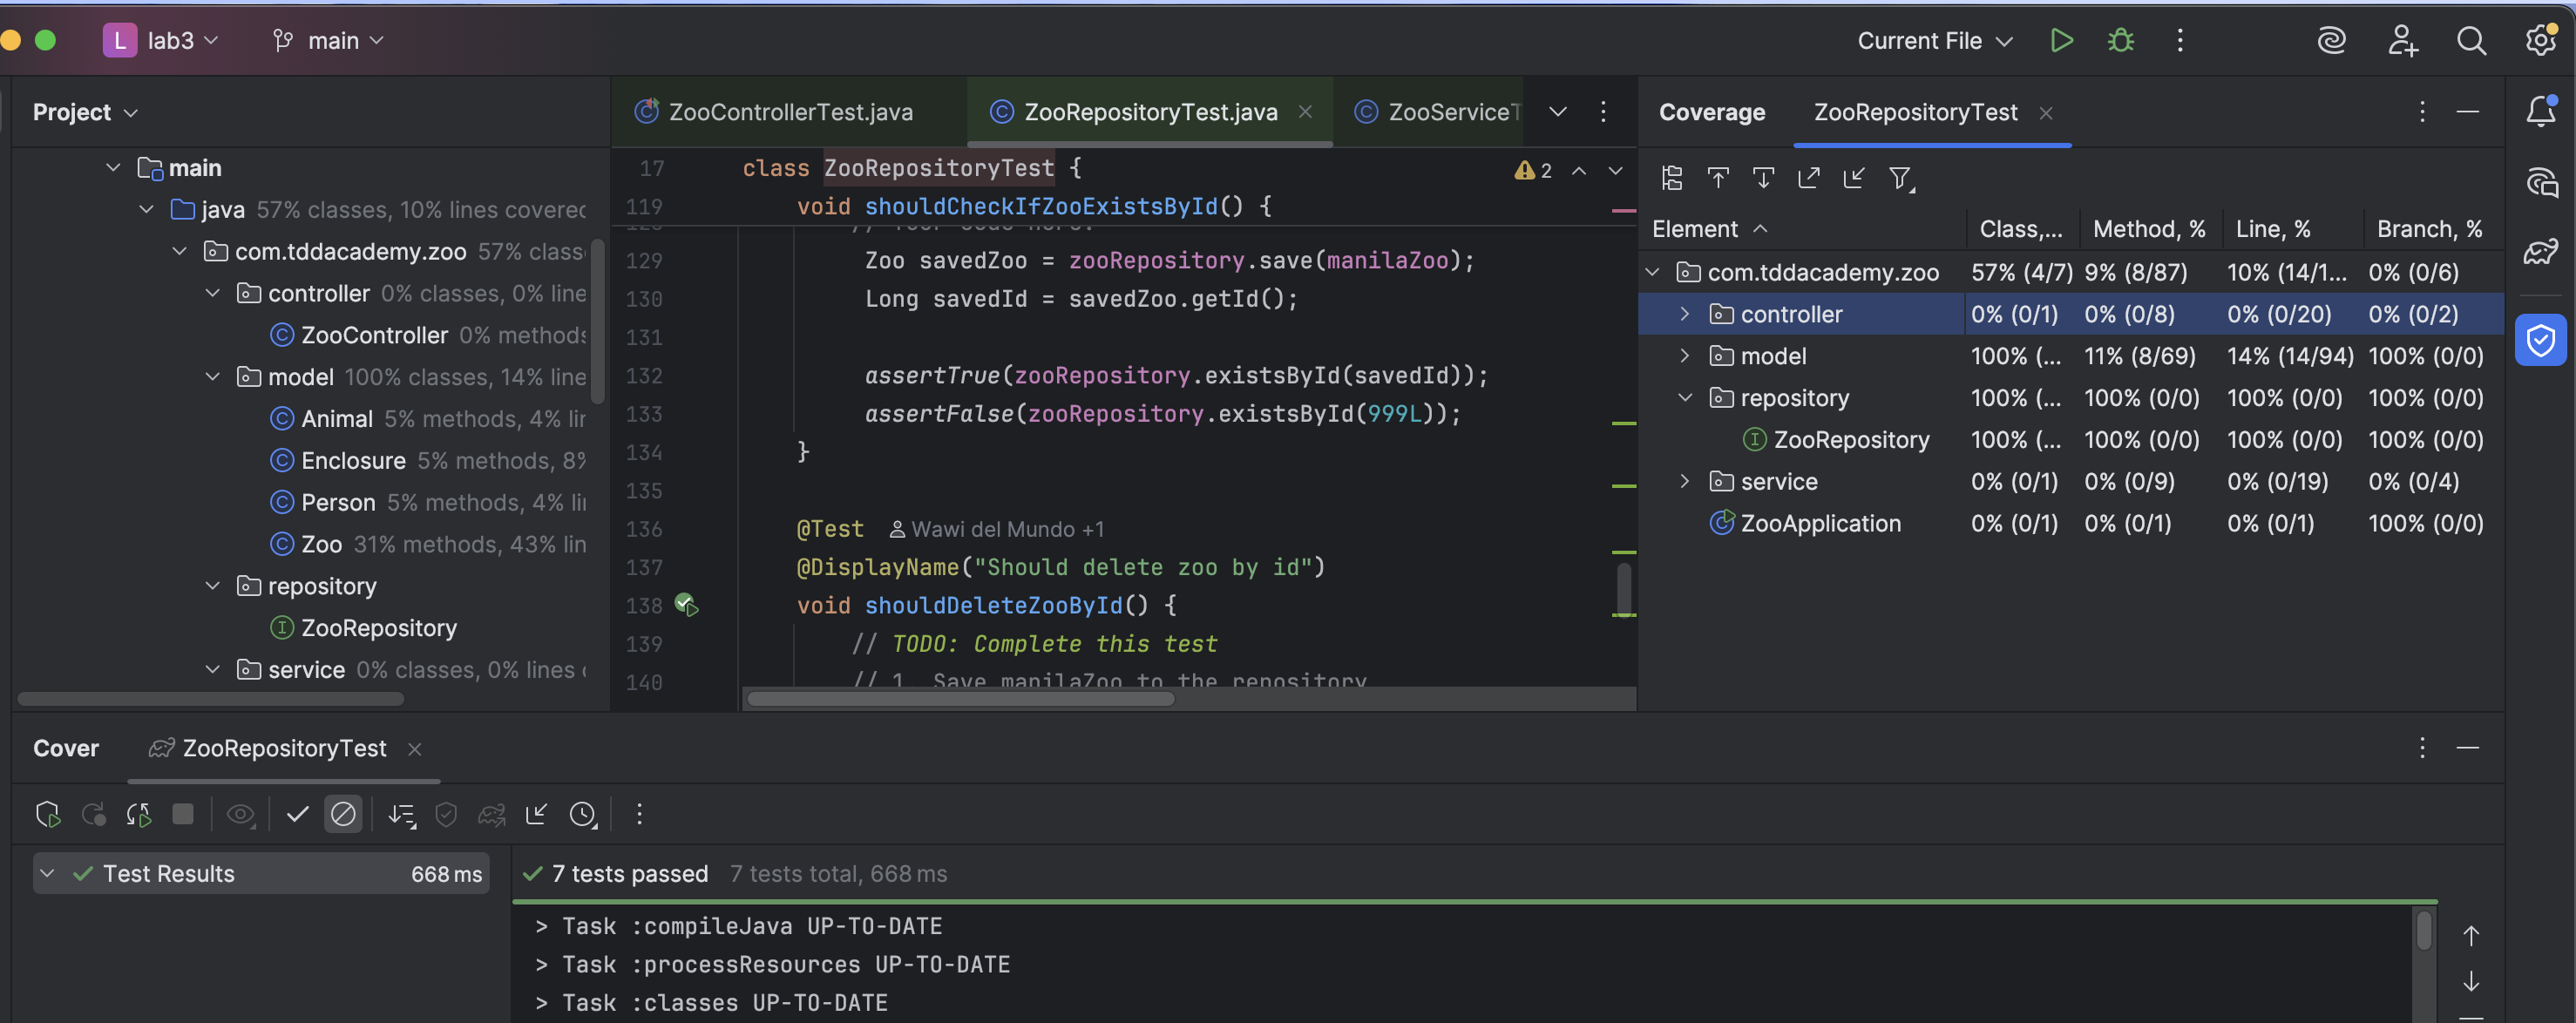 L lab3 main Current File
Project
main
java 57% classes, 10% lines covered
com.tddacademy.zoo 57% class
controller 0% classes, 0% line
ZooController 0% methods
model 100% classes, 14% line
Animal 5% methods, 4% lin
Enclosure 5% methods, 8%
Person 5% methods, 4% li
Zoo 31% methods, 43% lin
repository
ZooRepository
service 0% classes, 0% lines
ZooControllerTest.java ZooRepositoryTest.java ZooServiceT
17 class ZooRepositoryTest { 2
119 void shouldCheckIfZooExistsById() {
// Your code here:
129 Zoo savedZoo = zooRepository.save(manilaZoo);
130 Long savedId = savedZoo.getId();
131
132 assertTrue(zooRepository.existsById(savedId));
133 assertFalse(zooRepository.existsById(999L));
134 }
135
136 @Test Wawi del Mundo +1
137 @DisplayName("Should delete zoo by id")
138 void shouldDeleteZooById() {
139 // TODO: Complete this test
140 // 1. Save manilaZoo to the repository
Coverage ZooRepositoryTest
Element Class,... Method, % Line, % Branch, %
com.tddacademy.zoo 57% (4/7) 9% (8/87) 10% (14/1... 0% (0/6)
controller 0% (0/1) 0% (0/8) 0% (0/20) 0% (0/2)
model 100% (... 11% (8/69) 14% (14/94) 100% (0/0)
repository 100% (... 100% (0/0) 100% (0/0) 100% (0/0)
ZooRepository 100% (... 100% (0/0) 100% (0/0) 100% (0/0)
service 0% (0/1) 0% (0/9) 0% (0/19) 0% (0/4)
ZooApplication 0% (0/1) 0% (0/1) 0% (0/1) 100% (0/0)
Cover ZooRepositoryTest
Test Results 668 ms
7 tests passed 7 tests total, 668 ms
> Task :compileJava UP-TO-DATE
> Task :processResources UP-TO-DATE
> Task :classes UP-TO-DATE